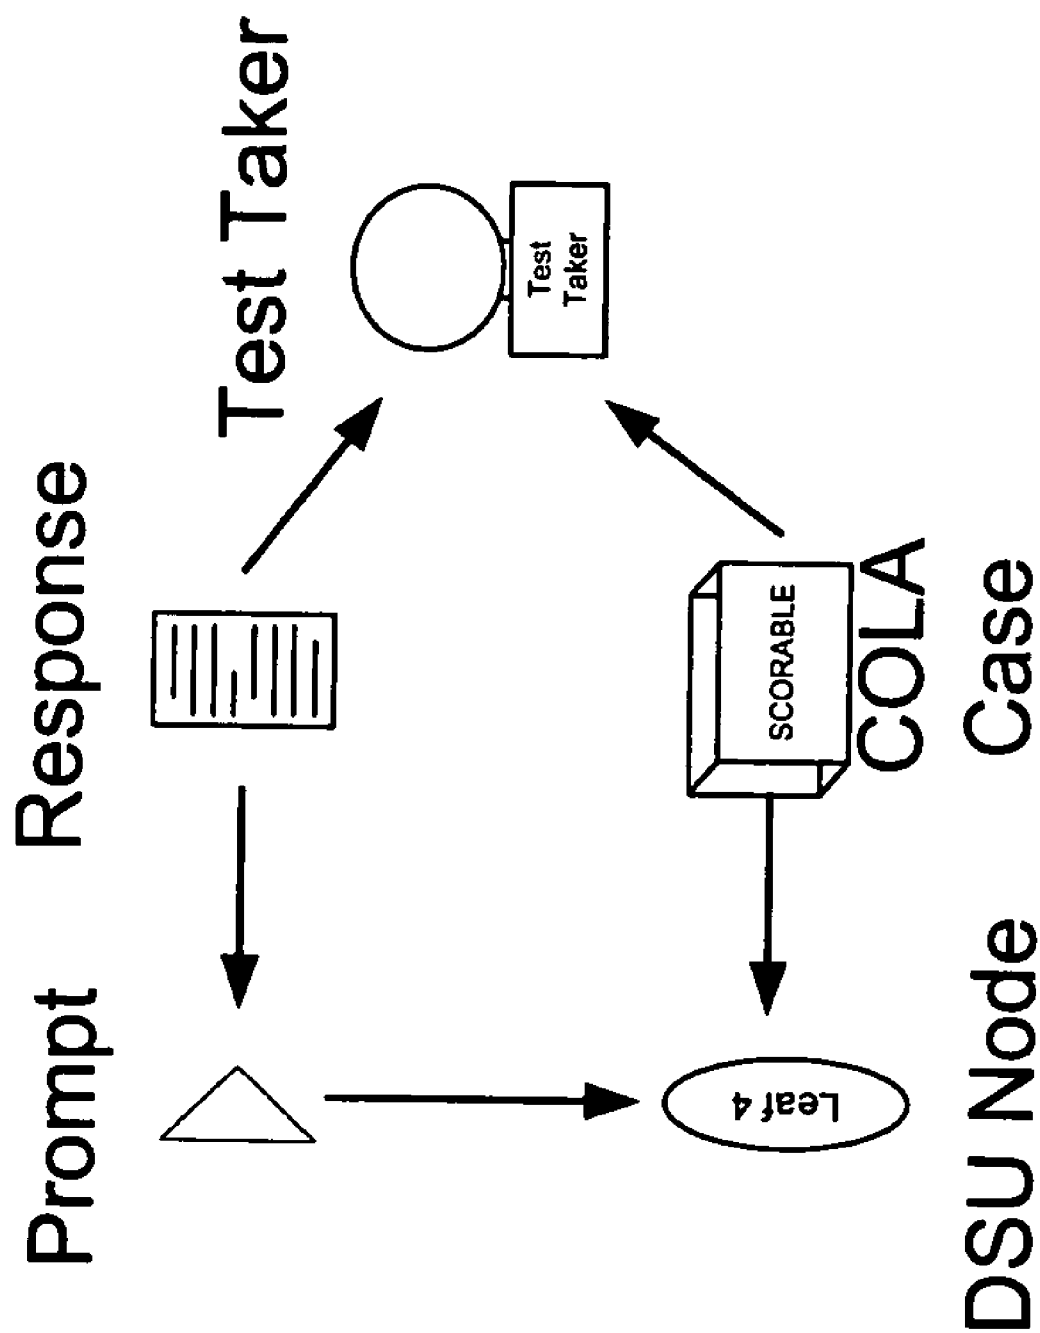 Prompt
Response
Test Taker
Test
Taker
Leaf 4
SCORABLE
COLA
DSU Node
Case